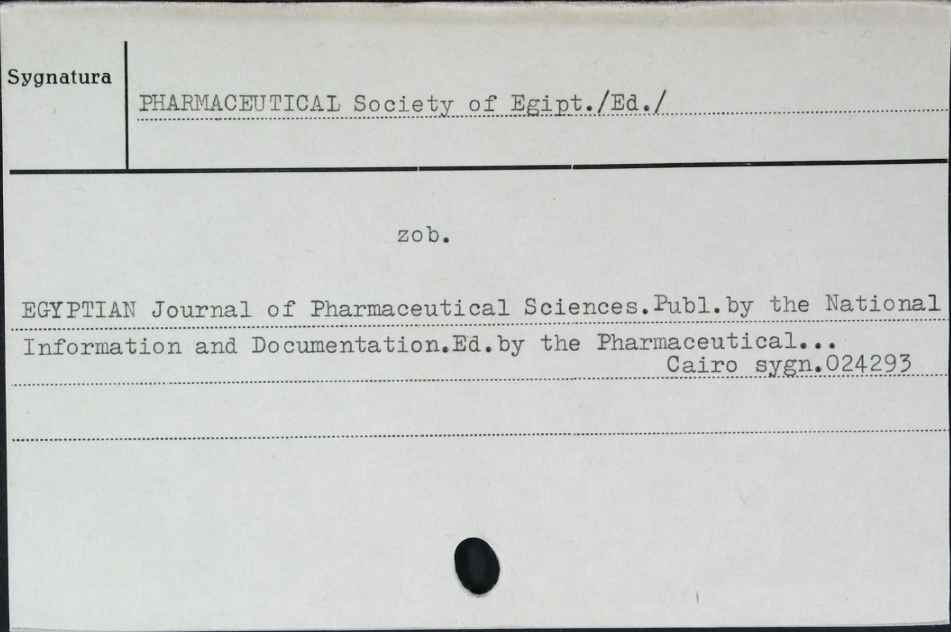 Sygnatura
PHARMACEUTICAL Society of Egipt./Ed./
zob.
EGYPTIAN Journal of Pharmaceutical Sciences.Publ.by the National
Information and Documentation.Ed.by the Pharmaceutical...
Cairo sygn.024293